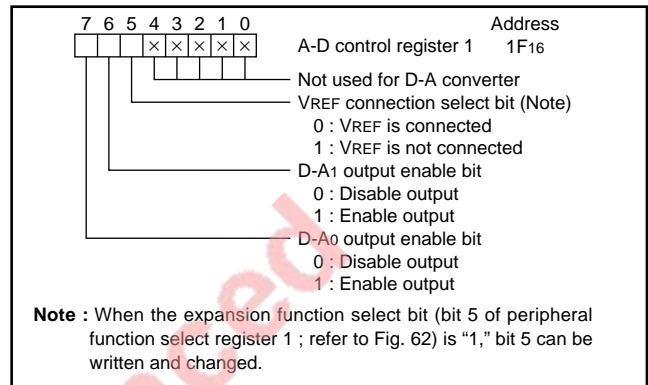 7 6 5 4 3 2 1 0 Address
× × × × × A-D control register 1 1F16
Not used for D-A converter
VREF connection select bit (Note)
0 : VREF is connected
1 : VREF is not connected
D-A1 output enable bit
0 : Disable output
1 : Enable output
D-A0 output enable bit
0 : Disable output
1 : Enable output
Note : When the expansion function select bit (bit 5 of peripheral
function select register 1 ; refer to Fig. 62) is “1,” bit 5 can be
written and changed.
nced